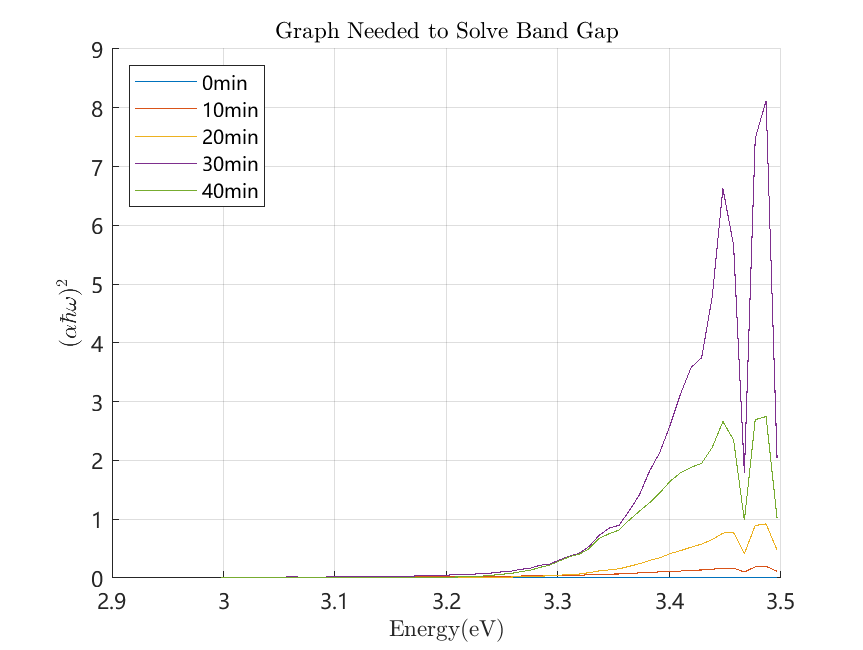 Graph Needed to Solve Band Gap
9
8
7
6
5
4
3
2
1
0
(αℏω)²
0min
10min
20min
30min
40min
2.9 3 3.1 3.2 3.3 3.4 3.5
Energy(eV)